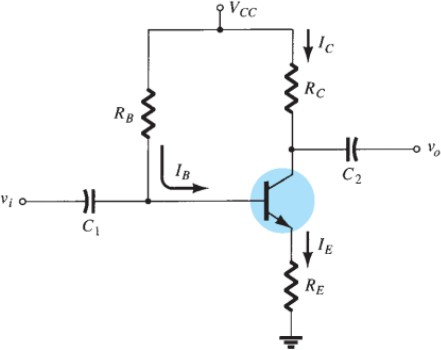 V_CC
I_C
R_B
R_C
I_B
v_i
C_1
C_2
v_o
I_E
R_E